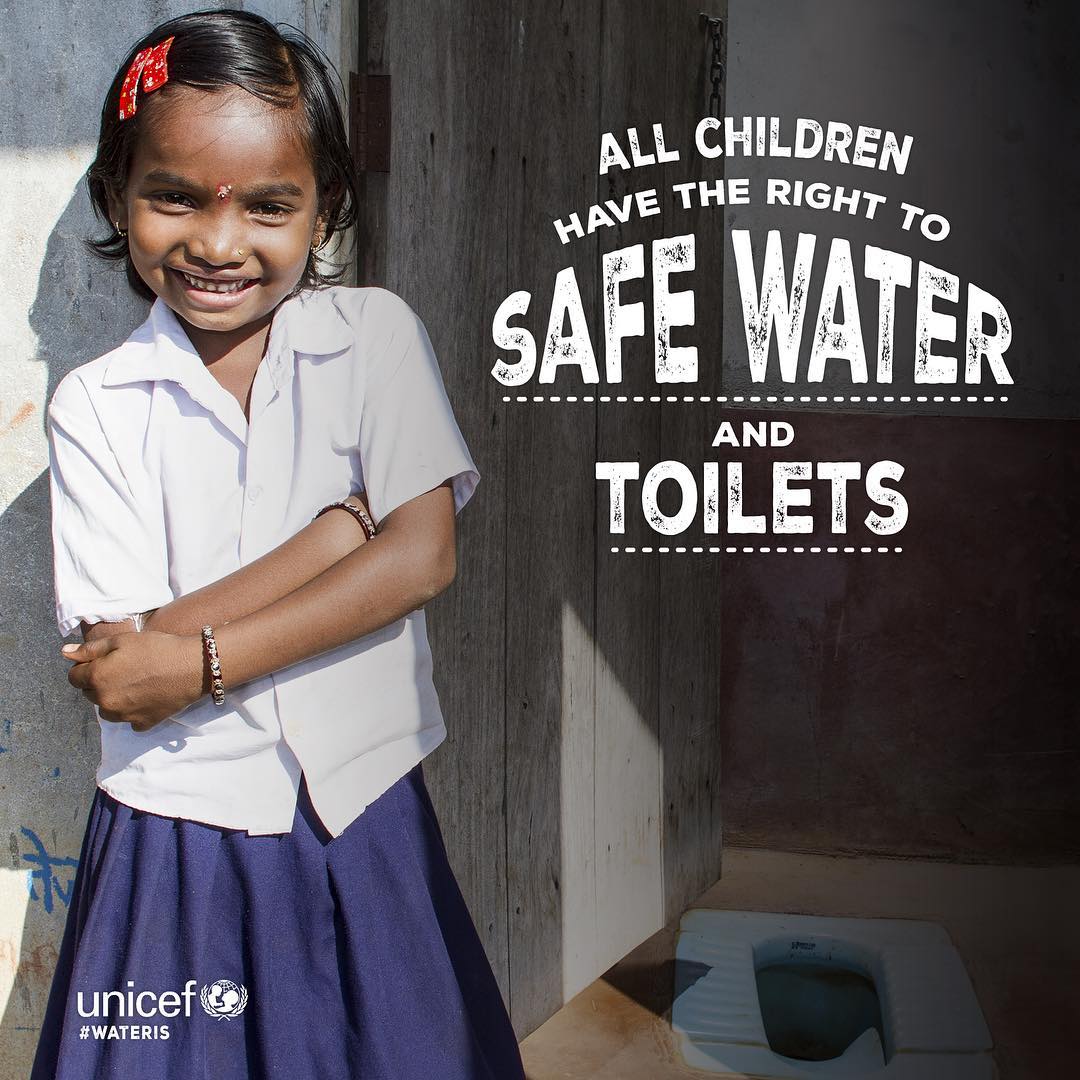 ALL CHILDREN
HAVE THE RIGHT TO
SAFE WATER
AND
TOILETS
unicef
#WATERIS